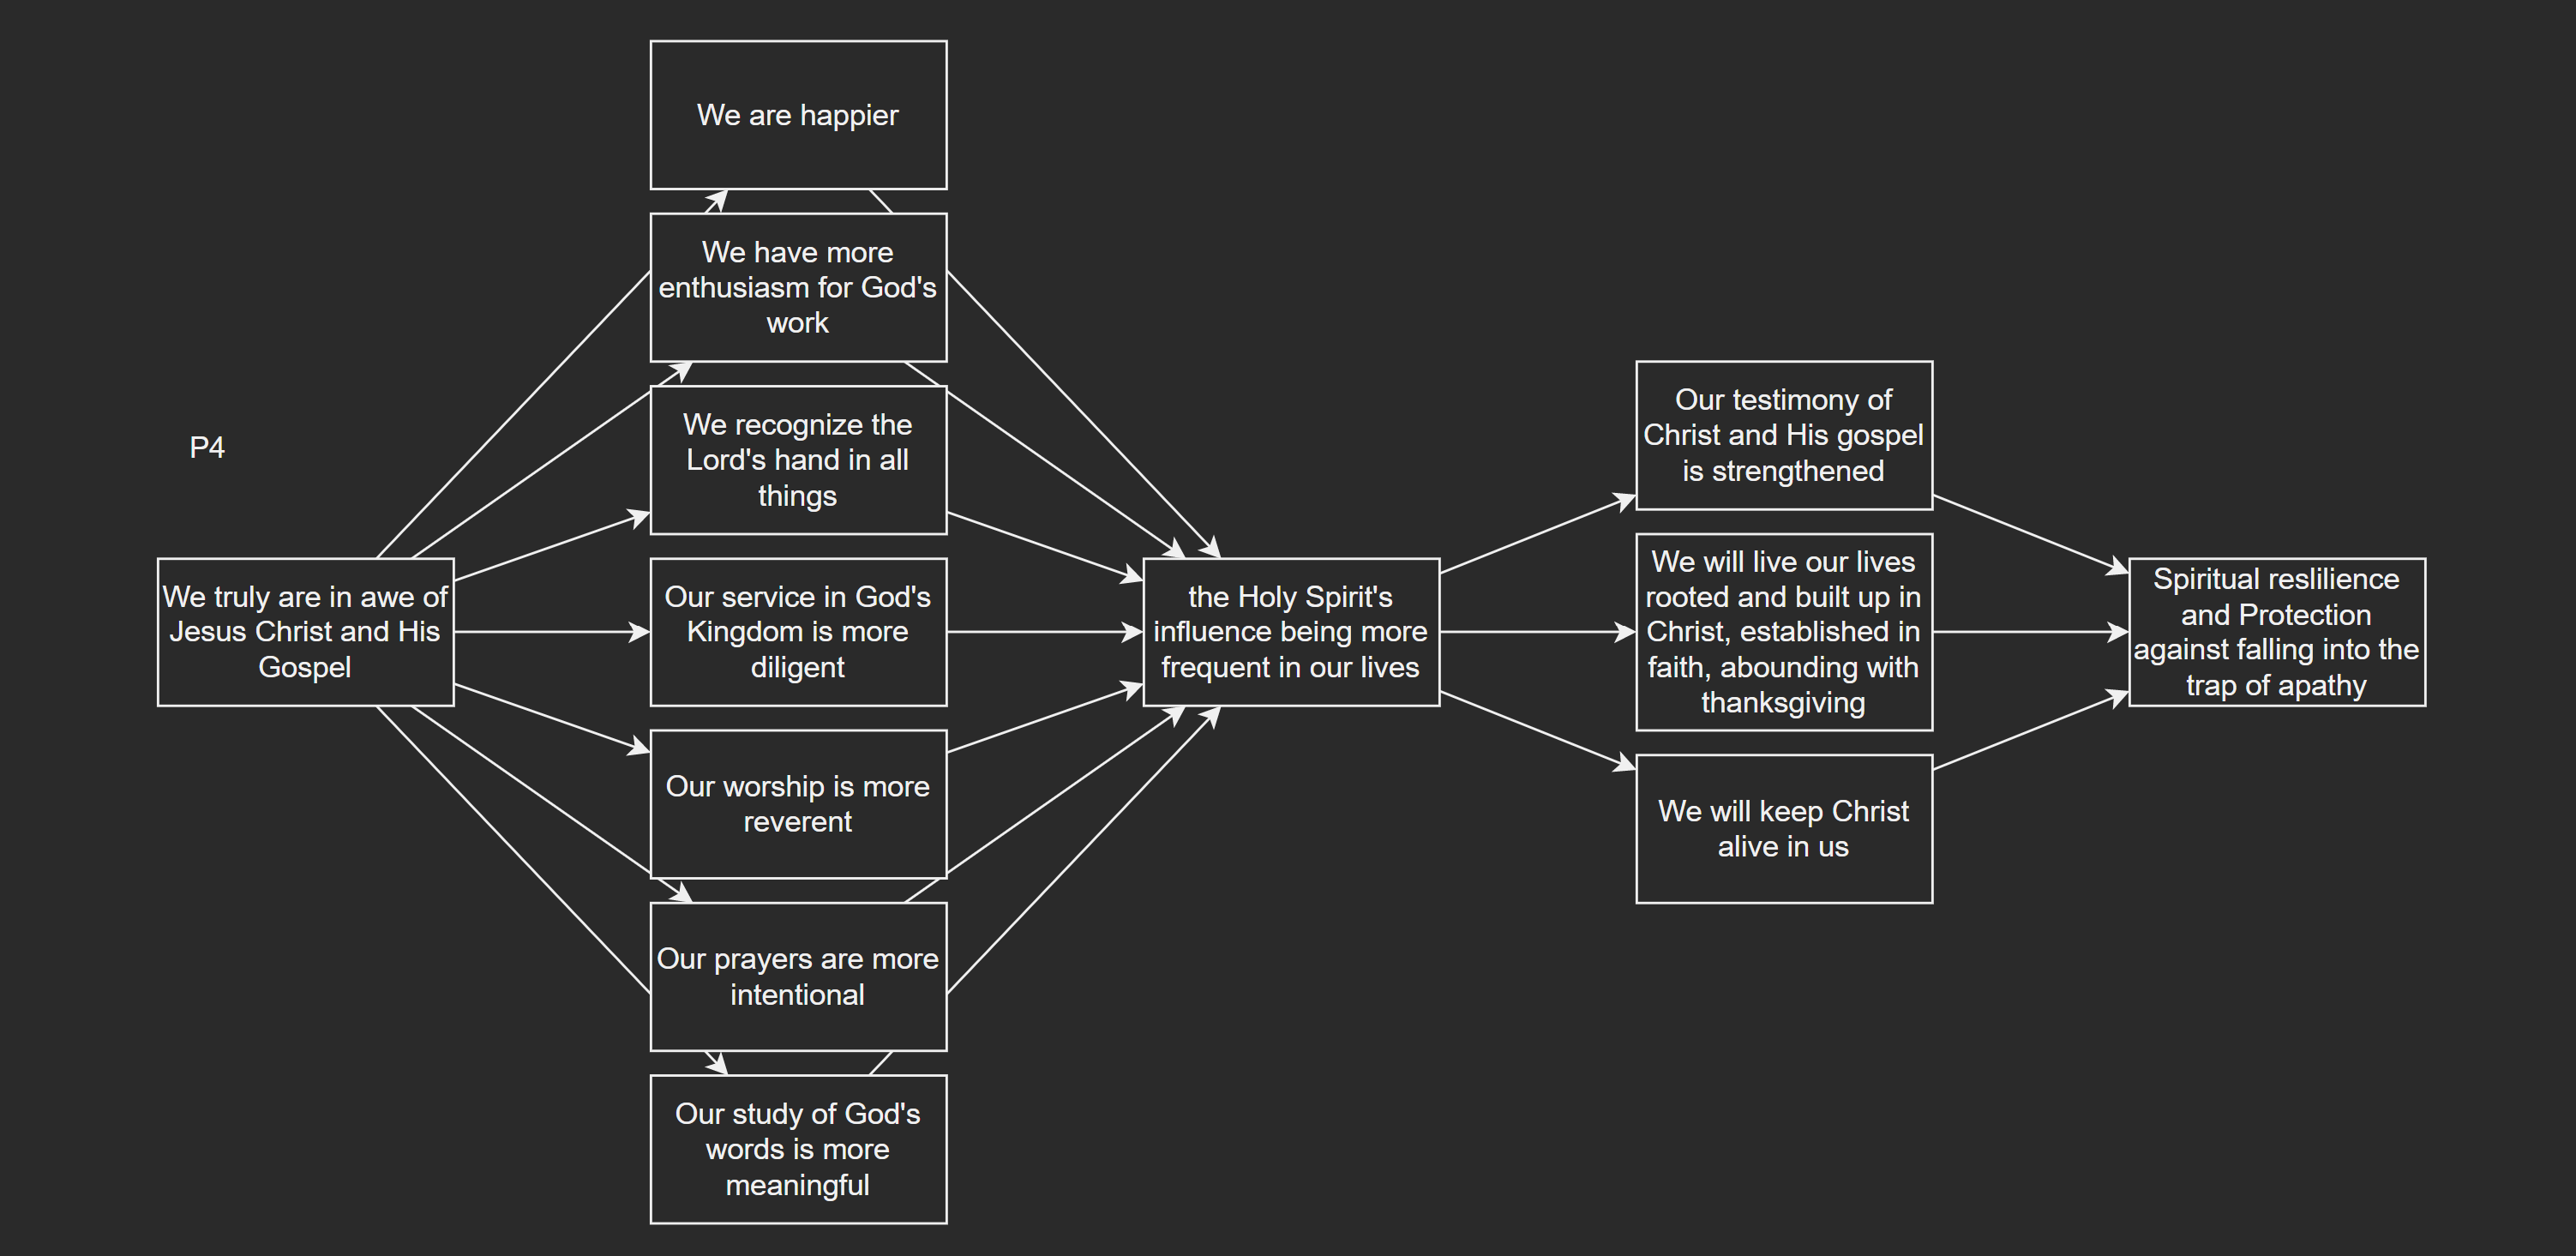 P4
We truly are in awe of
Jesus Christ and His
Gospel
We are happier
We have more
enthusiasm for God's
work
We recognize the
Lord's hand in all
things
Our service in God's
Kingdom is more
diligent
Our worship is more
reverent
Our prayers are more
intentional
Our study of God's
words is more
meaningful
the Holy Spirit's
influence being more
frequent in our lives
Our testimony of
Christ and His gospel
is strengthened
We will live our lives
rooted and built up in
Christ, established in
faith, abounding with
thanksgiving
We will keep Christ
alive in us
Spiritual reslilience
and Protection
against falling into the
trap of apathy